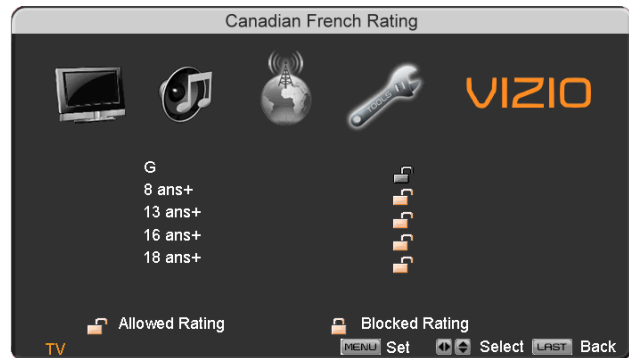 Canadian French Rating
TOOLS
VIZIO
G
8 ans+
13 ans+
16 ans+
18 ans+
Allowed Rating
Blocked Rating
TV
MENU Set Select LAST Back